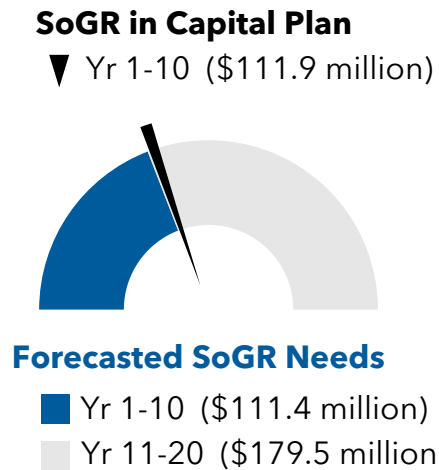 SoGR in Capital Plan
Yr 1-10 ($111.9 million)
Forecasted SoGR Needs
Yr 1-10 ($111.4 million)
Yr 11-20 ($179.5 million